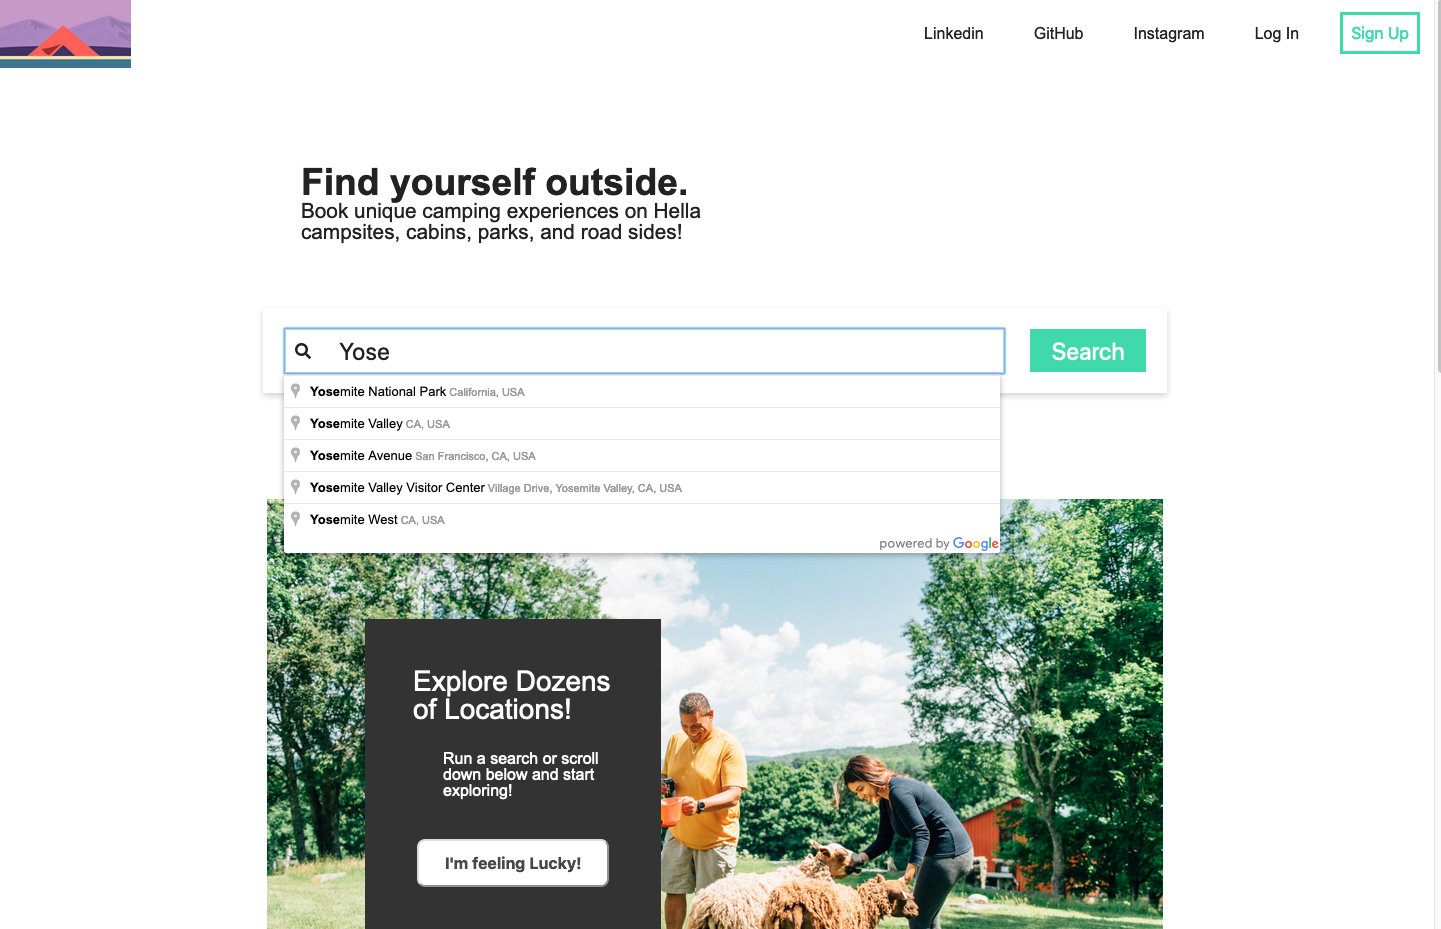 Linkedin
GitHub
Instagram
Log In
Sign Up
Find yourself outside.
Book unique camping experiences on Hella
campsites, cabins, parks, and road sides!
Yose
Search
Yosemite National Park California, USA
Yosemite Valley CA, USA
Yosemite Avenue San Francisco, CA, USA
Yosemite Valley Visitor Center Village Drive, Yosemite Valley, CA, USA
Yosemite West CA, USA
powered by Google
Explore Dozens
of Locations!
Run a search or scroll
down below and start
exploring!
I'm feeling Lucky!